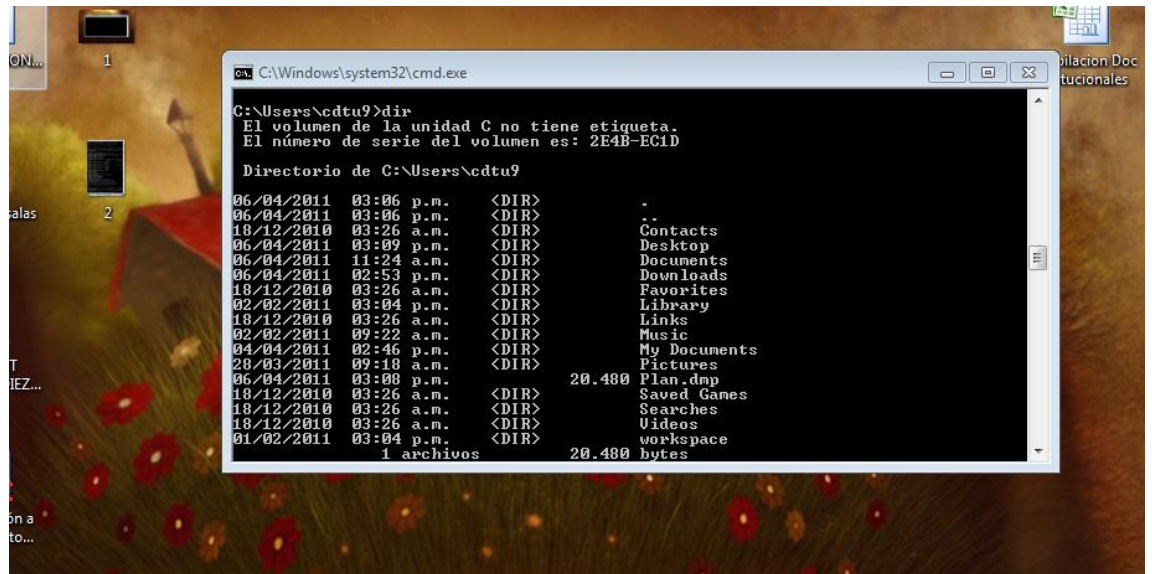 ON...
1
ilacion Doc
tucionales
C:\Windows\system32\cmd.exe
C:\Users\cdtu9>dir
El volumen de la unidad C no tiene etiqueta.
El número de serie del volumen es: 2E4B-EC1D
Directorio de C:\Users\cdtu9
06/04/2011 03:06 p.m. <DIR> .
06/04/2011 03:06 p.m. <DIR> ..
18/12/2010 03:26 a.m. <DIR> Contacts
06/04/2011 03:09 p.m. <DIR> Desktop
06/04/2011 11:24 a.m. <DIR> Documents
06/04/2011 02:53 p.m. <DIR> Downloads
18/12/2010 03:26 a.m. <DIR> Favorites
02/02/2011 03:04 p.m. <DIR> Library
18/12/2010 03:26 a.m. <DIR> Links
02/02/2011 09:22 a.m. <DIR> Music
04/04/2011 02:46 p.m. <DIR> My Documents
28/03/2011 09:18 a.m. <DIR> Pictures
06/04/2011 03:08 p.m. 20.480 Plan.dmp
18/12/2010 03:26 a.m. <DIR> Saved Games
18/12/2010 03:26 a.m. <DIR> Searches
18/12/2010 03:26 a.m. <DIR> Videos
01/02/2011 03:04 p.m. <DIR> workspace
1 archivos 20.480 bytes
salas
2
T
IEZ...
ón a
to...